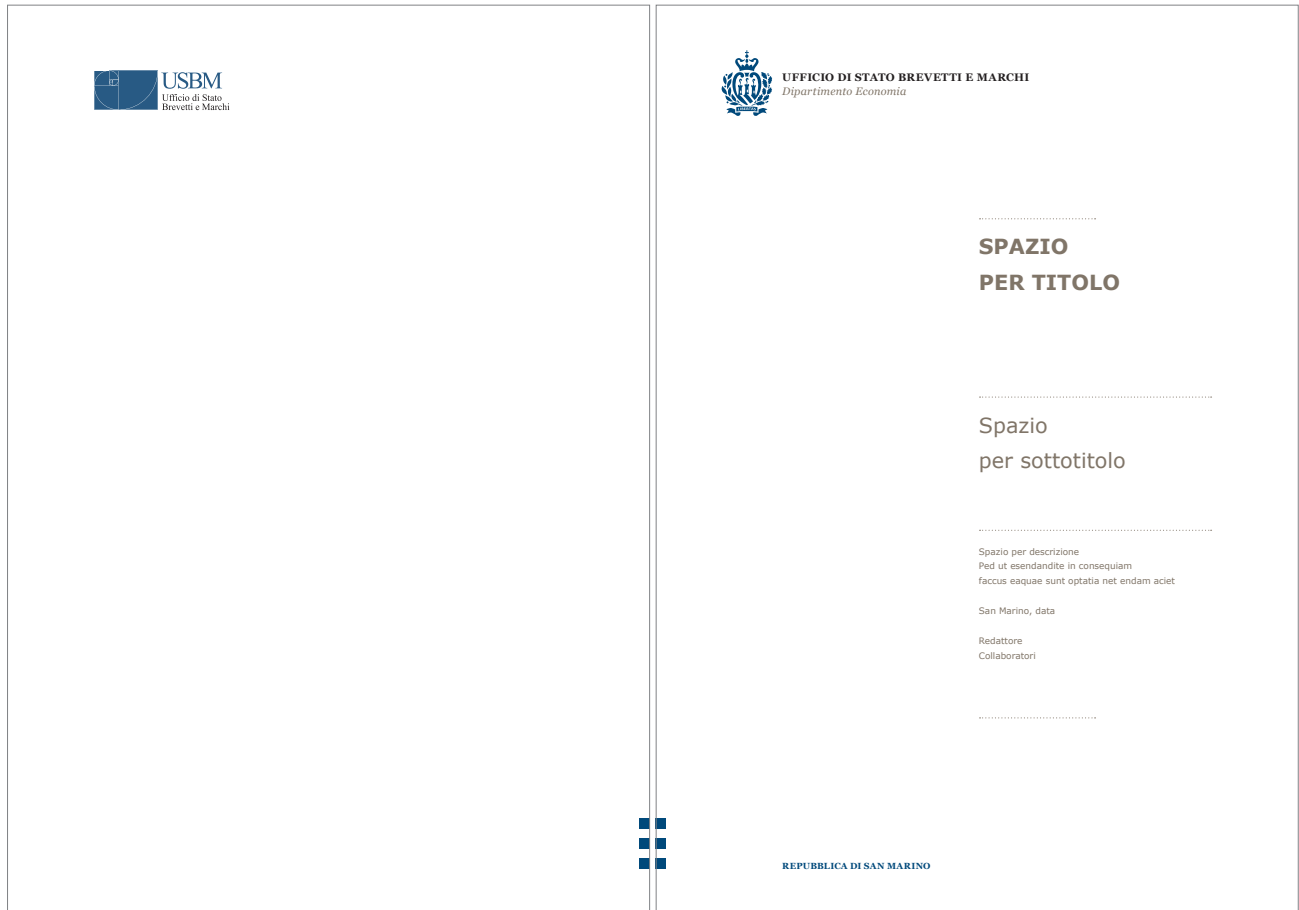 USBM
Ufficio di Stato
Brevetti e Marchi
UFFICIO DI STATO BREVETTI E MARCHI
Dipartimento Economia
LIBERTAS
SPAZIO
PER TITOLO
Spazio
per sottotitolo
Spazio per descrizione
Ped ut esendandite in consequiam
faccus eaquae sunt optatia net endam aciet
San Marino, data
Redattore
Collaboratori
REPUBBLICA DI SAN MARINO